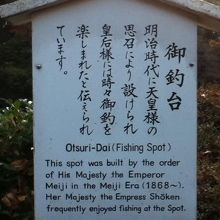 御釣台
明治時代に天皇様の
思召により設けられ
皇后様には時々御釣を
楽しまれたと伝えられ
ています。
Otsuri-Dai(Fishing Spot)
This spot was built by the order
of His Majesty the Emperor
Meiji in the Meiji Era (1868~).
Her Majesty the Empress Shōken
frequently enjoyed fishing at the Spot.